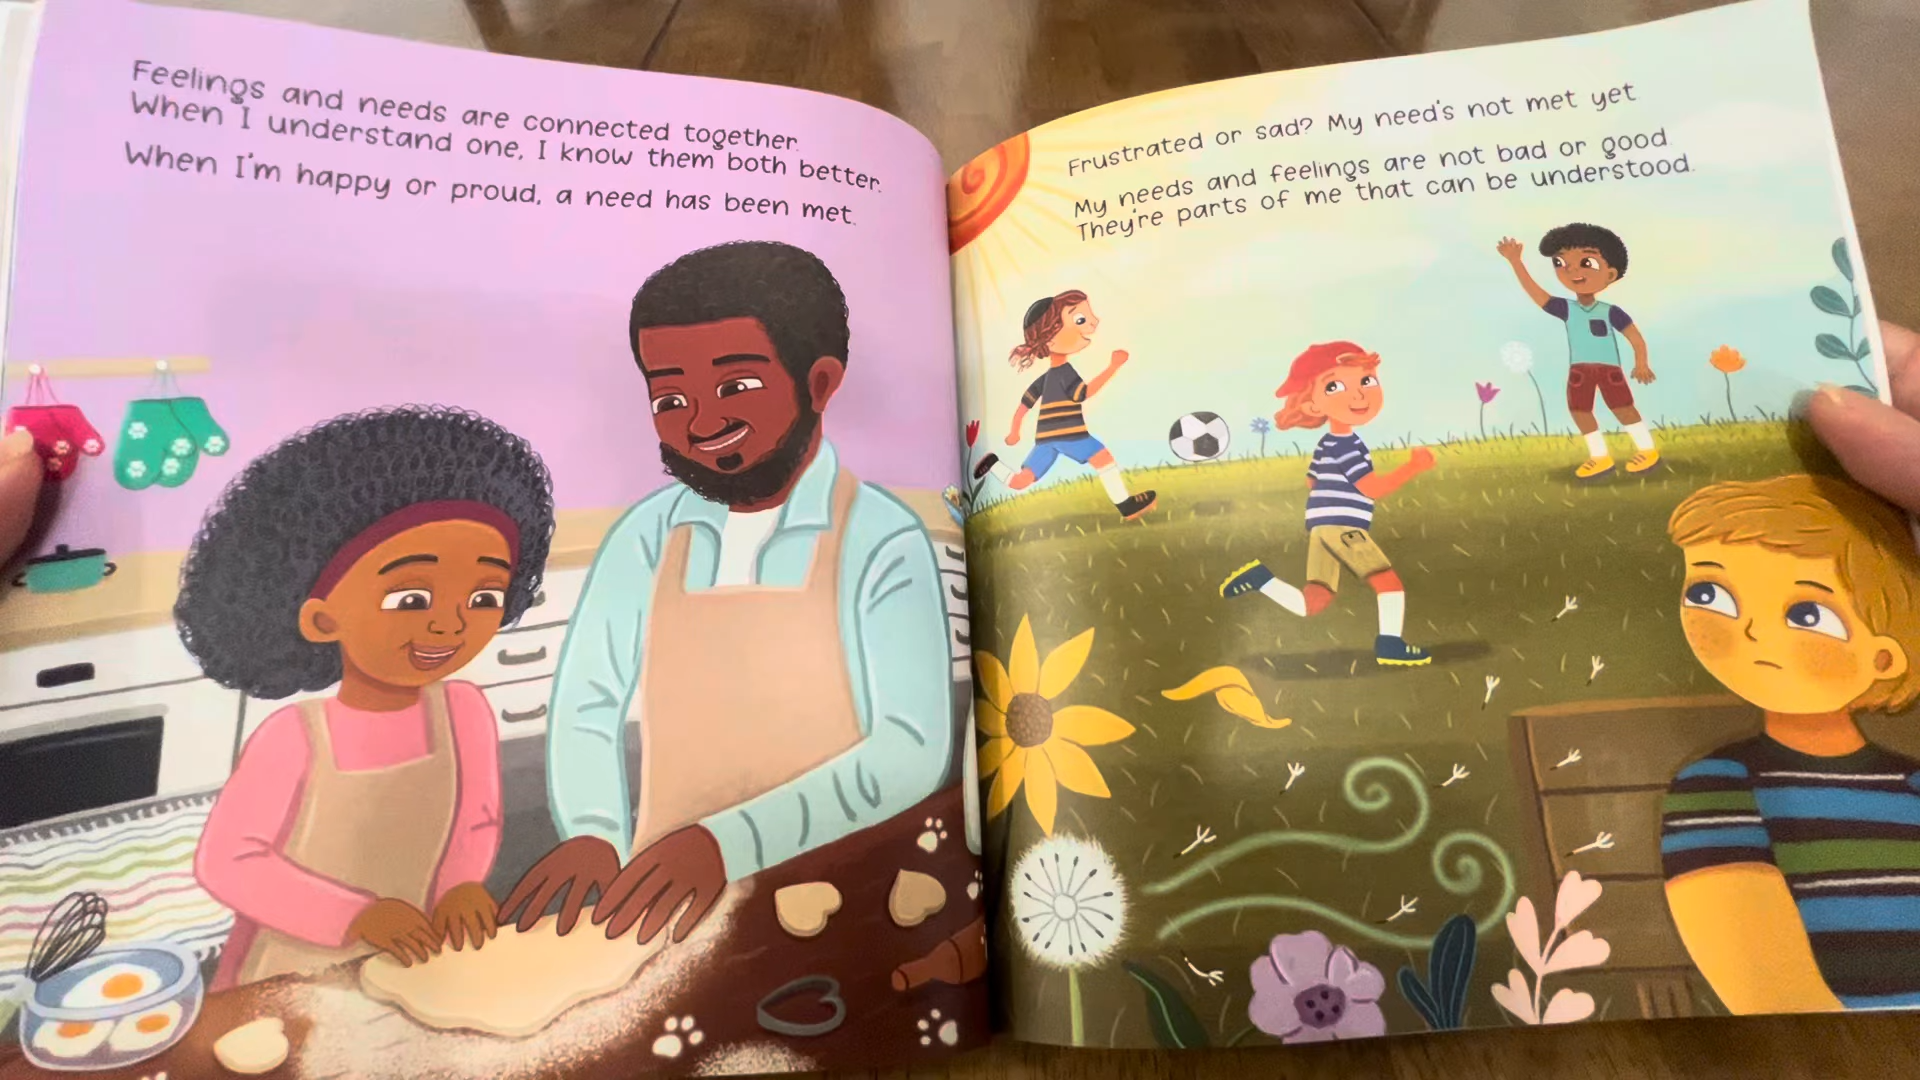 Feelings and needs are connected together.
When I understand one, I know them both better.
When I'm happy or proud, a need has been met.
Frustrated or sad? My need's not met yet.
My needs and feelings are not bad or good.
They're parts of me that can be understood.